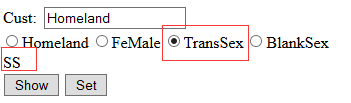 Cust: Homeland
Homeland FeMale TransSex BlankSex
SS
Show Set